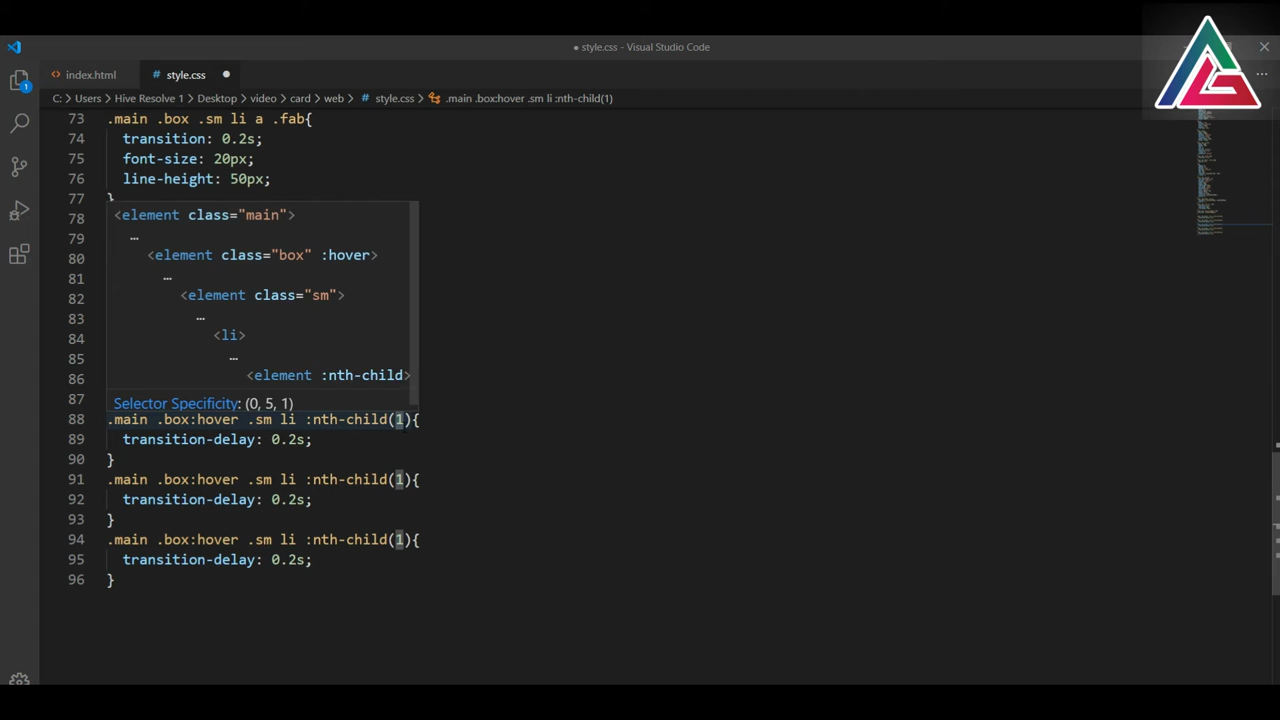 style.css - Visual Studio Code
index.html
# style.css
C: > Users > Hive Resolve 1 > Desktop > video > card > web > # style.css > .main .box:hover .sm li :nth-child(1)
73 .main .box .sm li a .fab{
74 transition: 0.2s;
75 font-size: 20px;
76 line-height: 50px;
77 }
78 <element class="main">
79 …
80 <element class="box" :hover>
81 …
82 <element class="sm">
83 …
84 <li>
85 …
86 <element :nth-child>
87 Selector Specificity: (0, 5, 1)
88 .main .box:hover .sm li :nth-child(1){
89 transition-delay: 0.2s;
90 }
91 .main .box:hover .sm li :nth-child(1){
92 transition-delay: 0.2s;
93 }
94 .main .box:hover .sm li :nth-child(1){
95 transition-delay: 0.2s;
96 }
1